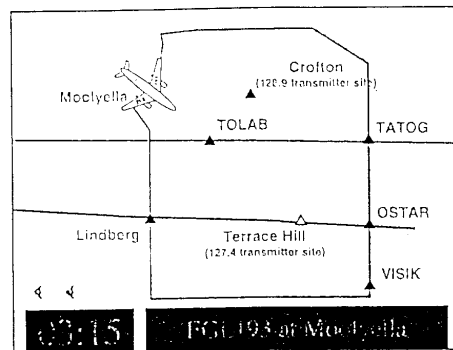 Crofton
(128.9 transmitter site)
Moclyella
TOLAB
TATOG
OSTAR
Lindberg
Terrace Hill
(127.4 transmitter site)
VISIK
03:15
FGL193 at Moclyella